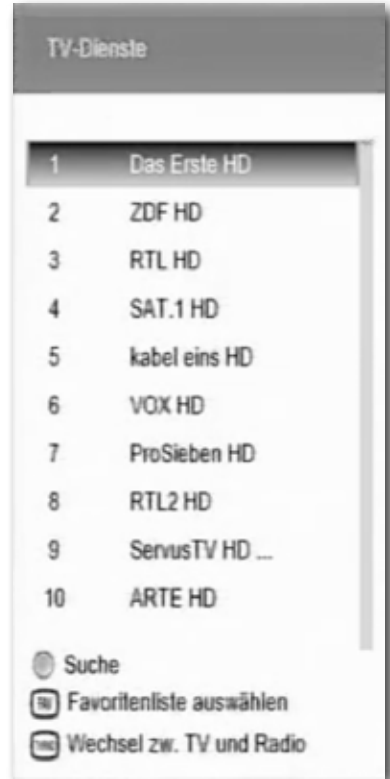 TV-Dienste
1 Das Erste HD
2 ZDF HD
3 RTL HD
4 SAT.1 HD
5 kabel eins HD
6 VOX HD
7 ProSieben HD
8 RTL2 HD
9 ServusTV HD ...
10 ARTE HD
Suche
Favoritenliste auswählen
Wechsel zw. TV und Radio